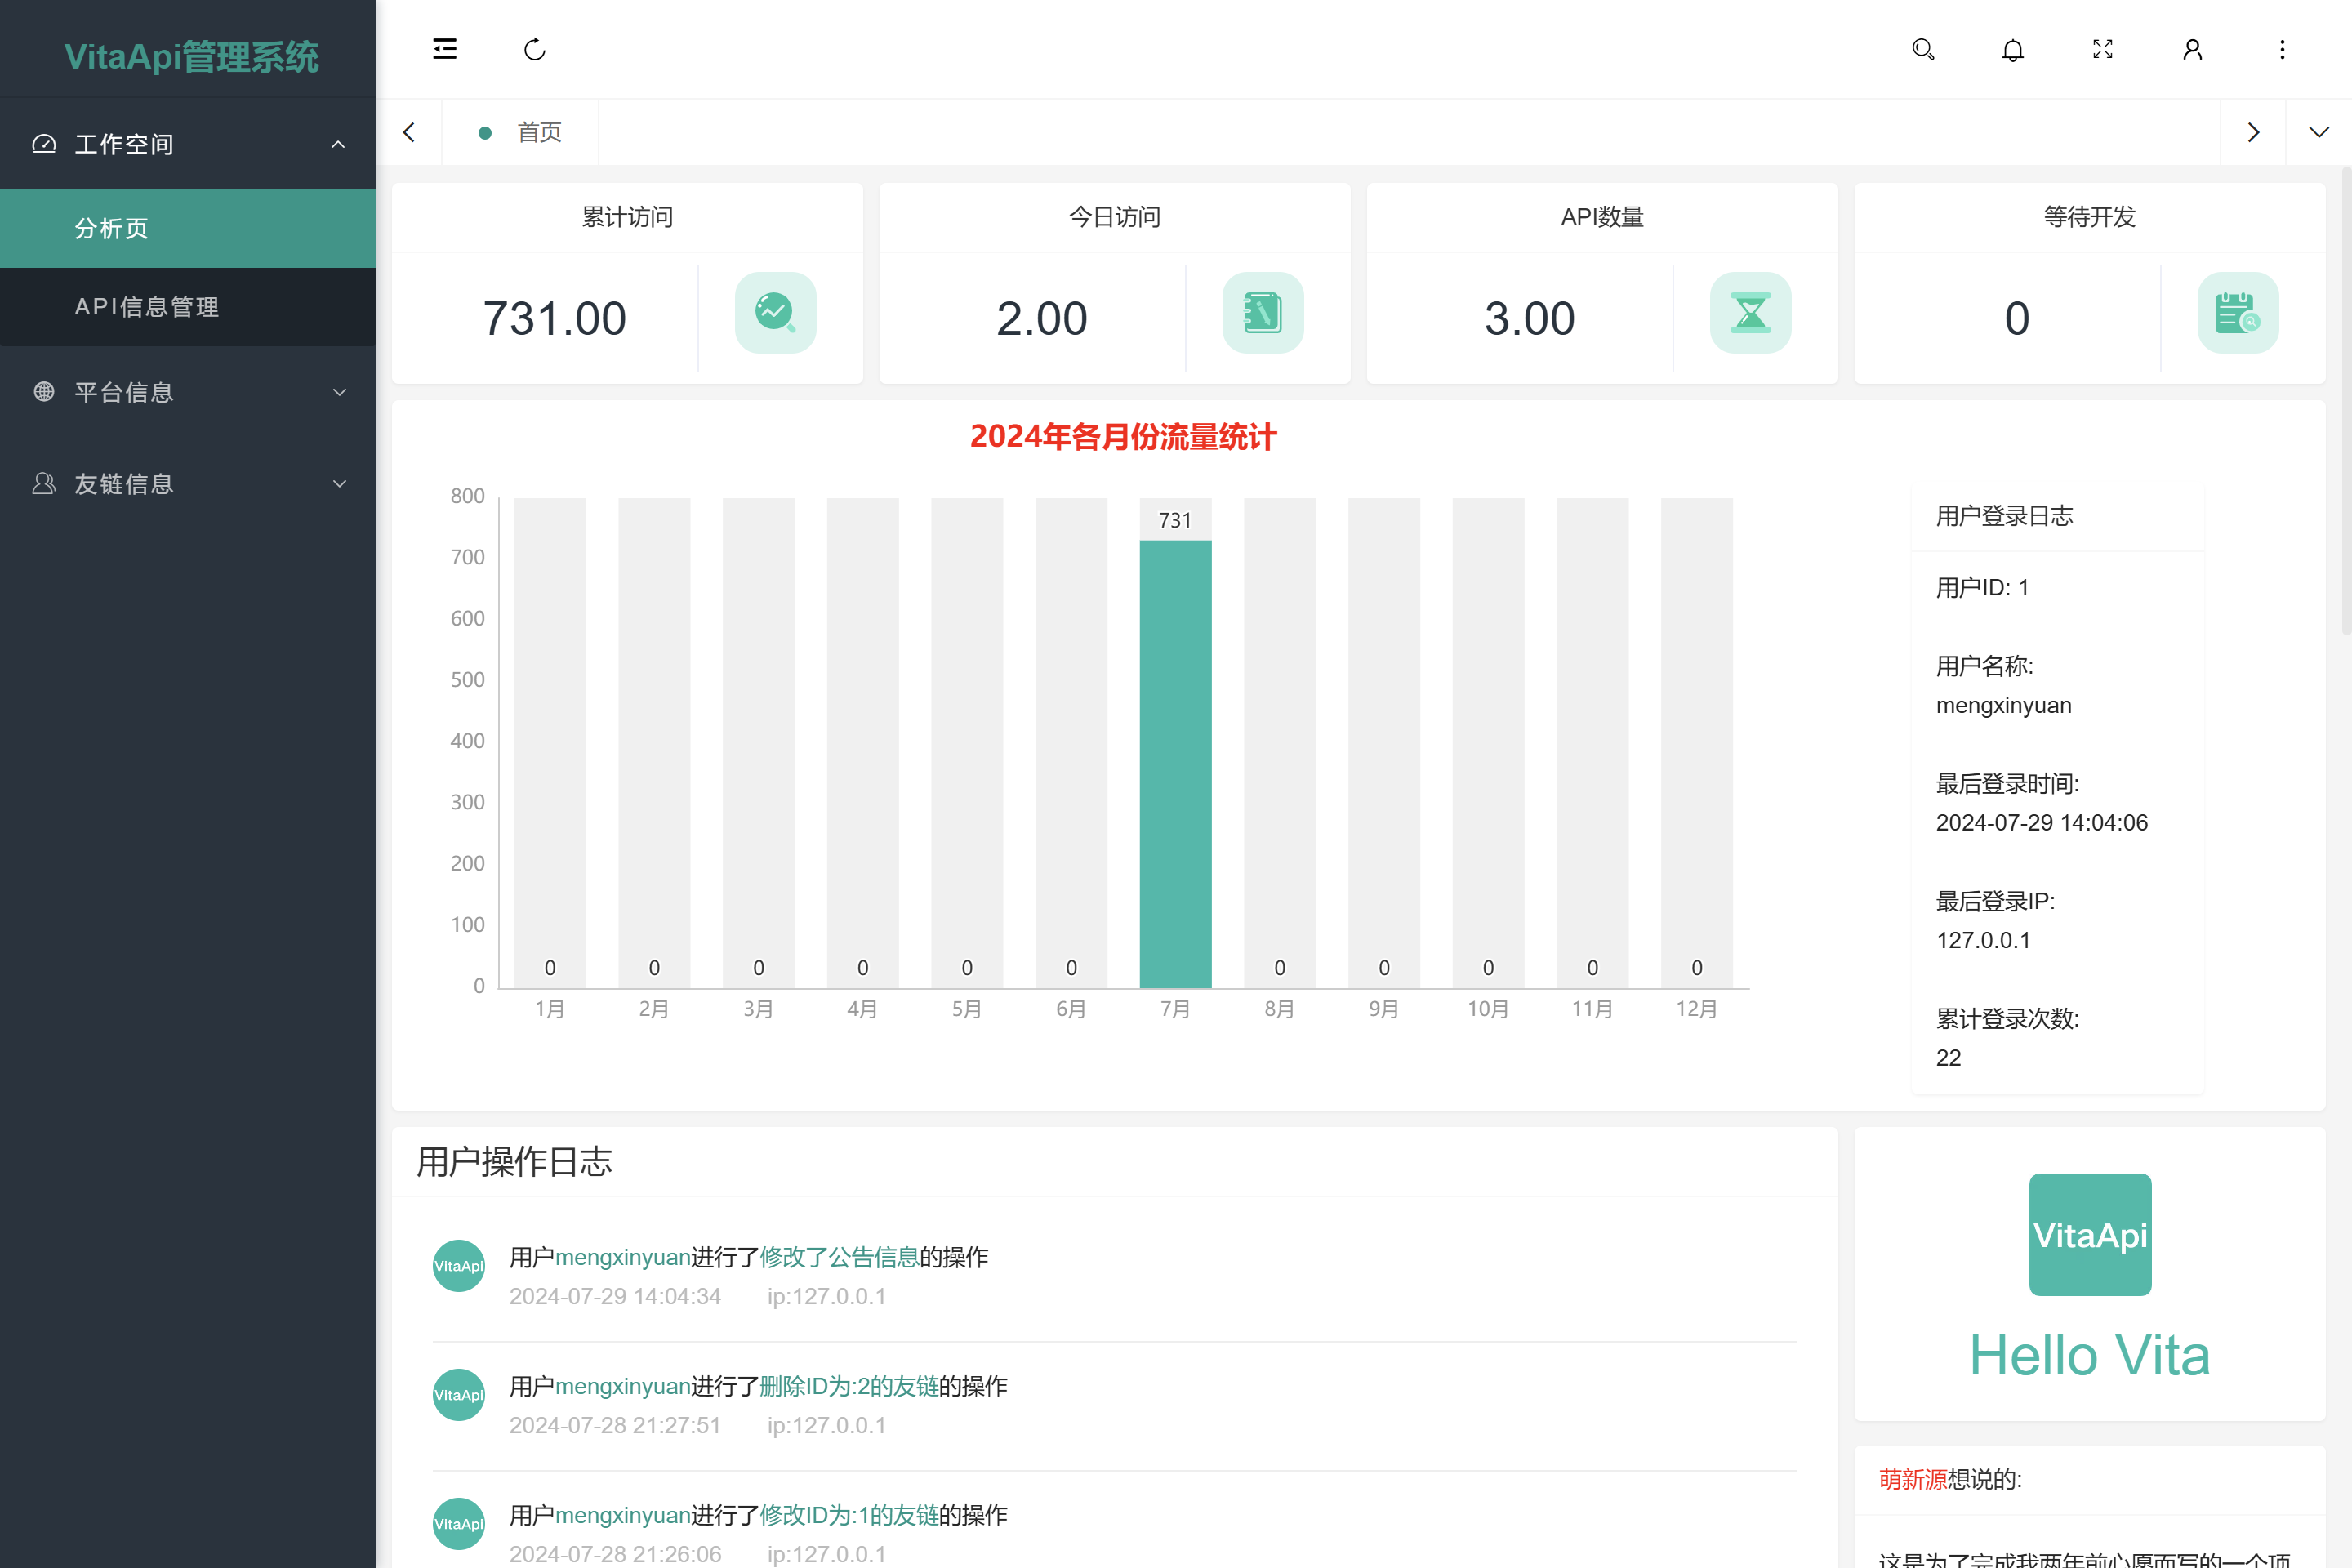 VitaApi管理系统
工作空间
分析页
API信息管理
平台信息
友链信息
首页
累计访问
731.00
今日访问
2.00
API数量
3.00
等待开发
0
2024年各月份流量统计
800
700
600
500
400
300
200
100
0
731
0 0 0 0 0 0 0 0 0 0 0
1月 2月 3月 4月 5月 6月 7月 8月 9月 10月 11月 12月
用户登录日志
用户ID: 1
用户名称:
mengxinyuan
最后登录时间:
2024-07-29 14:04:06
最后登录IP:
127.0.0.1
累计登录次数:
22
用户操作日志
VitaApi
用户mengxinyuan进行了修改了公告信息的操作
2024-07-29 14:04:34 ip:127.0.0.1
VitaApi
用户mengxinyuan进行了删除ID为:2的友链的操作
2024-07-28 21:27:51 ip:127.0.0.1
VitaApi
用户mengxinyuan进行了修改ID为:1的友链的操作
2024-07-28 21:26:06 ip:127.0.0.1
VitaApi
Hello Vita
萌新源想说的:
这是为了完成我两年前心愿而写的一个项